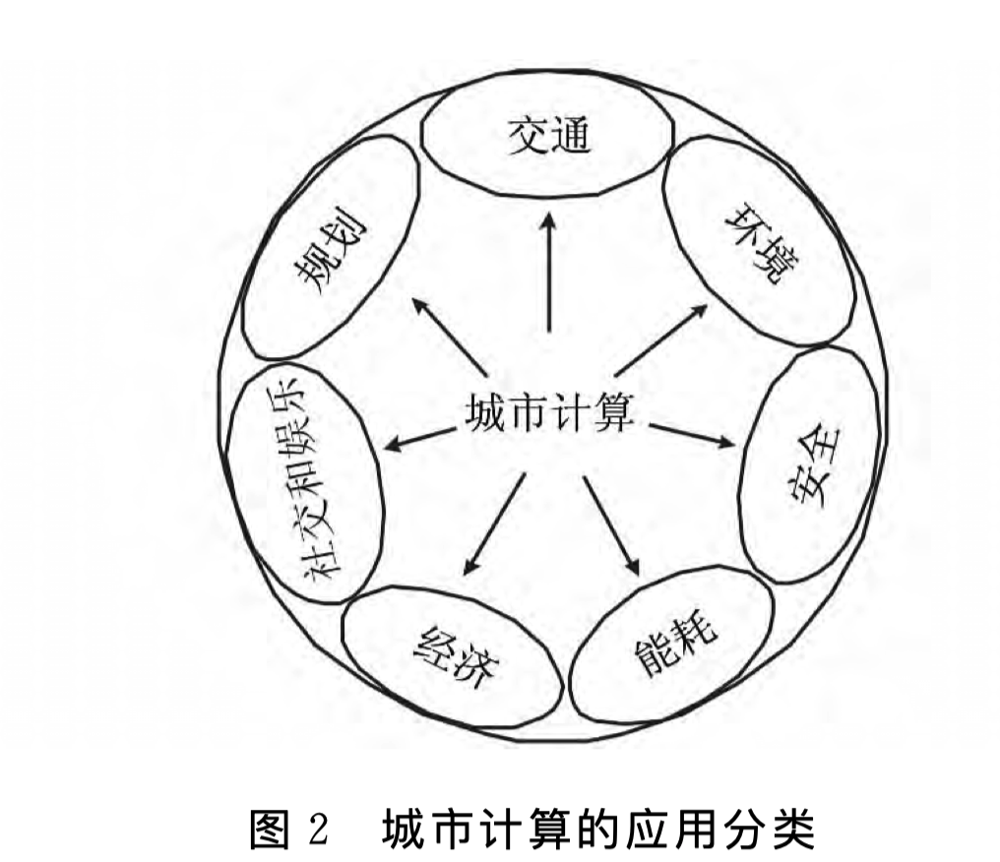 交通
规划
环境
城市计算
社交和娱乐
安全
经济
能耗
图 2 城市计算的应用分类